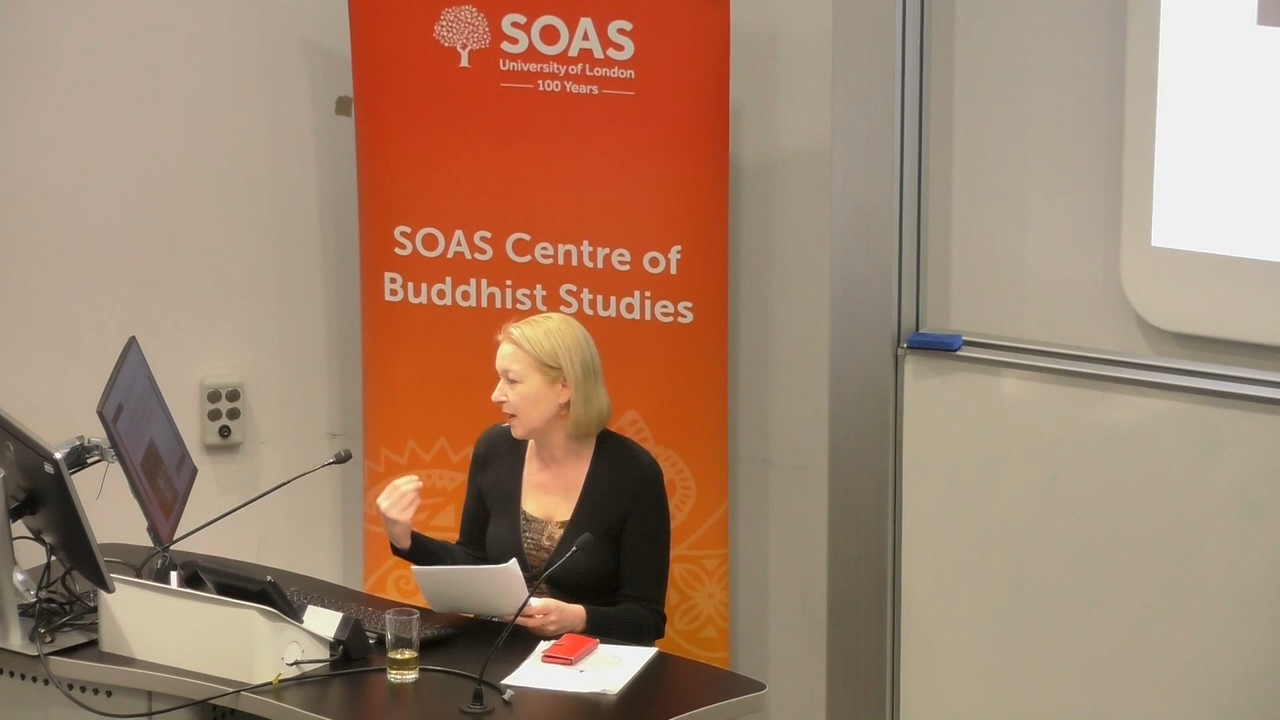 SOAS
University of London
100 Years
SOAS Centre of
Buddhist Studies